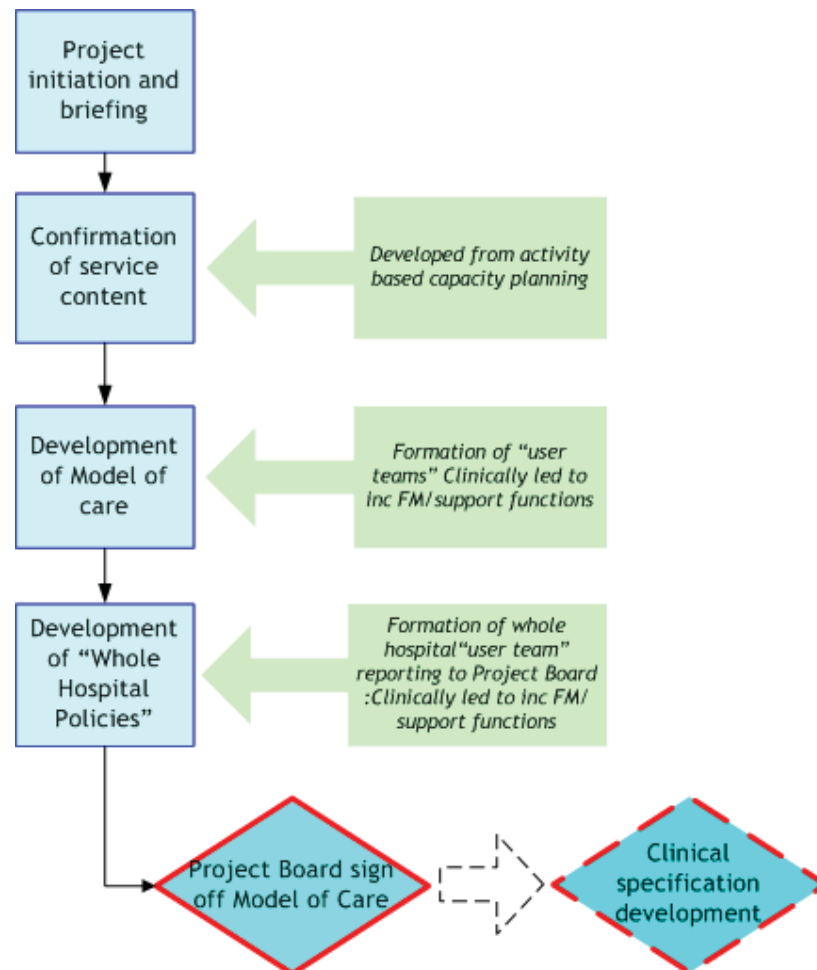 Project
initiation and
briefing
Confirmation
of service
content
Developed from activity
based capacity planning
Development
of Model of
care
Formation of “user
teams” Clinically led to
inc FM/support functions
Development
of “Whole
Hospital
Policies”
Formation of whole
hospital“user team”
reporting to Project Board
:Clinically led to inc FM/
support functions
Project Board sign
off Model of Care
Clinical
specification
development